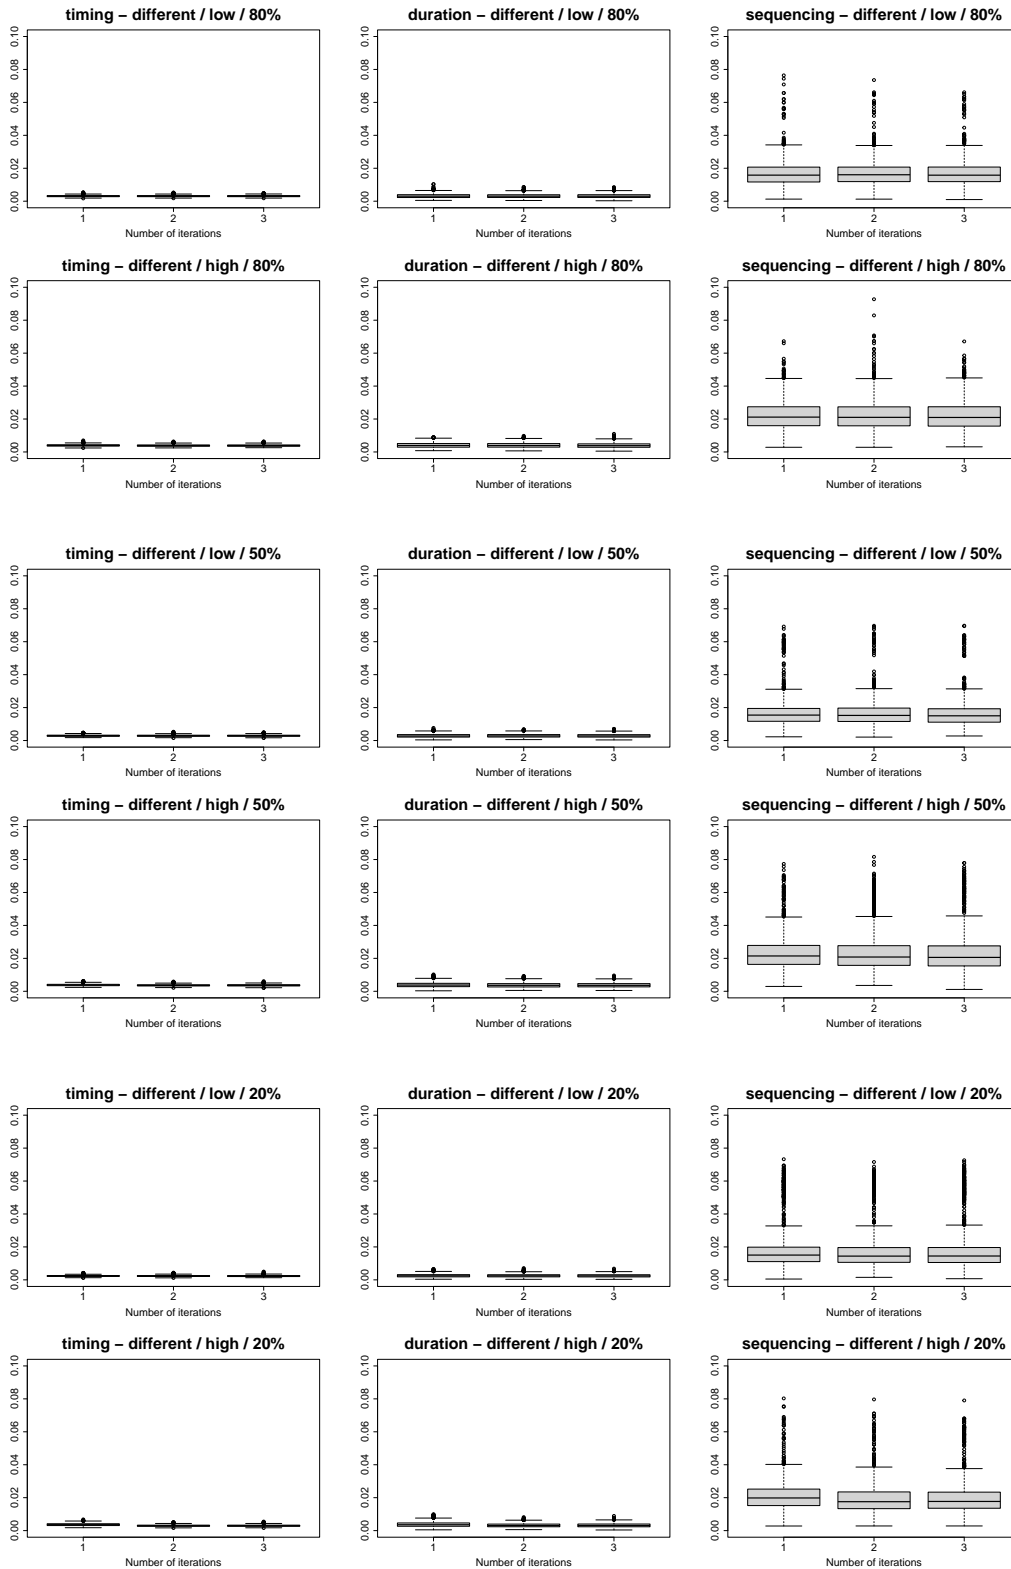 timing – different / low / 80%
0.00 0.02 0.04 0.06 0.08 0.10
1 2 3
Number of iterations
duration – different / low / 80%
0.00 0.02 0.04 0.06 0.08 0.10
1 2 3
Number of iterations
sequencing – different / low / 80%
0.00 0.02 0.04 0.06 0.08 0.10
1 2 3
Number of iterations
timing – different / high / 80%
0.00 0.02 0.04 0.06 0.08 0.10
1 2 3
Number of iterations
duration – different / high / 80%
0.00 0.02 0.04 0.06 0.08 0.10
1 2 3
Number of iterations
sequencing – different / high / 80%
0.00 0.02 0.04 0.06 0.08 0.10
1 2 3
Number of iterations
timing – different / low / 50%
0.00 0.02 0.04 0.06 0.08 0.10
1 2 3
Number of iterations
duration – different / low / 50%
0.00 0.02 0.04 0.06 0.08 0.10
1 2 3
Number of iterations
sequencing – different / low / 50%
0.00 0.02 0.04 0.06 0.08 0.10
1 2 3
Number of iterations
timing – different / high / 50%
0.00 0.02 0.04 0.06 0.08 0.10
1 2 3
Number of iterations
duration – different / high / 50%
0.00 0.02 0.04 0.06 0.08 0.10
1 2 3
Number of iterations
sequencing – different / high / 50%
0.00 0.02 0.04 0.06 0.08 0.10
1 2 3
Number of iterations
timing – different / low / 20%
0.00 0.02 0.04 0.06 0.08 0.10
1 2 3
Number of iterations
duration – different / low / 20%
0.00 0.02 0.04 0.06 0.08 0.10
1 2 3
Number of iterations
sequencing – different / low / 20%
0.00 0.02 0.04 0.06 0.08 0.10
1 2 3
Number of iterations
timing – different / high / 20%
0.00 0.02 0.04 0.06 0.08 0.10
1 2 3
Number of iterations
duration – different / high / 20%
0.00 0.02 0.04 0.06 0.08 0.10
1 2 3
Number of iterations
sequencing – different / high / 20%
0.00 0.02 0.04 0.06 0.08 0.10
1 2 3
Number of iterations